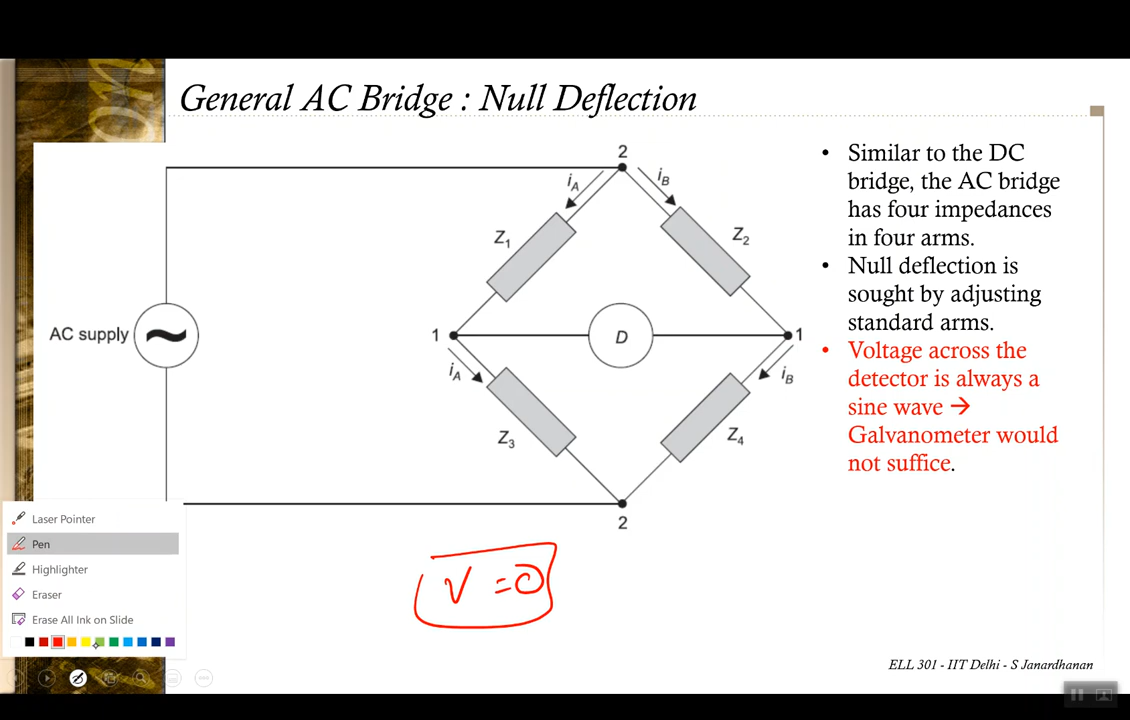 General AC Bridge : Null Deflection
2
iA
iB
Z1
Z2
AC supply
1
D
1
iA
iB
Z3
Z4
2
• Similar to the DC
bridge, the AC bridge
has four impedances
in four arms.
• Null deflection is
sought by adjusting
standard arms.
• Voltage across the
detector is always a
sine wave →
Galvanometer would
not suffice.
V = 0
Laser Pointer
Pen
Highlighter
Eraser
Erase All Ink on Slide
ELL 301 - IIT Delhi - S Janardhanan